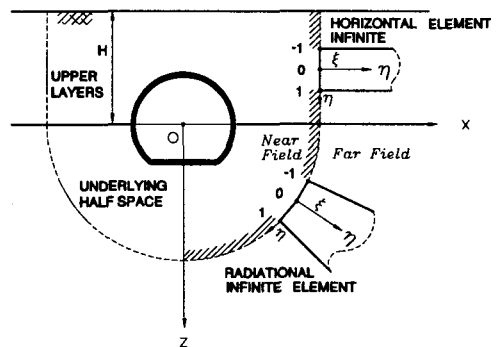 HORIZONTAL ELEMENT
INFINITE
H
UPPER
LAYERS
-1
0
1
ξ
η
η
O
X
Near
Field
Far Field
UNDERLYING
HALF SPACE
-1
0
1
ξ
η
η
RADIATIONAL
INFINITE ELEMENT
Z